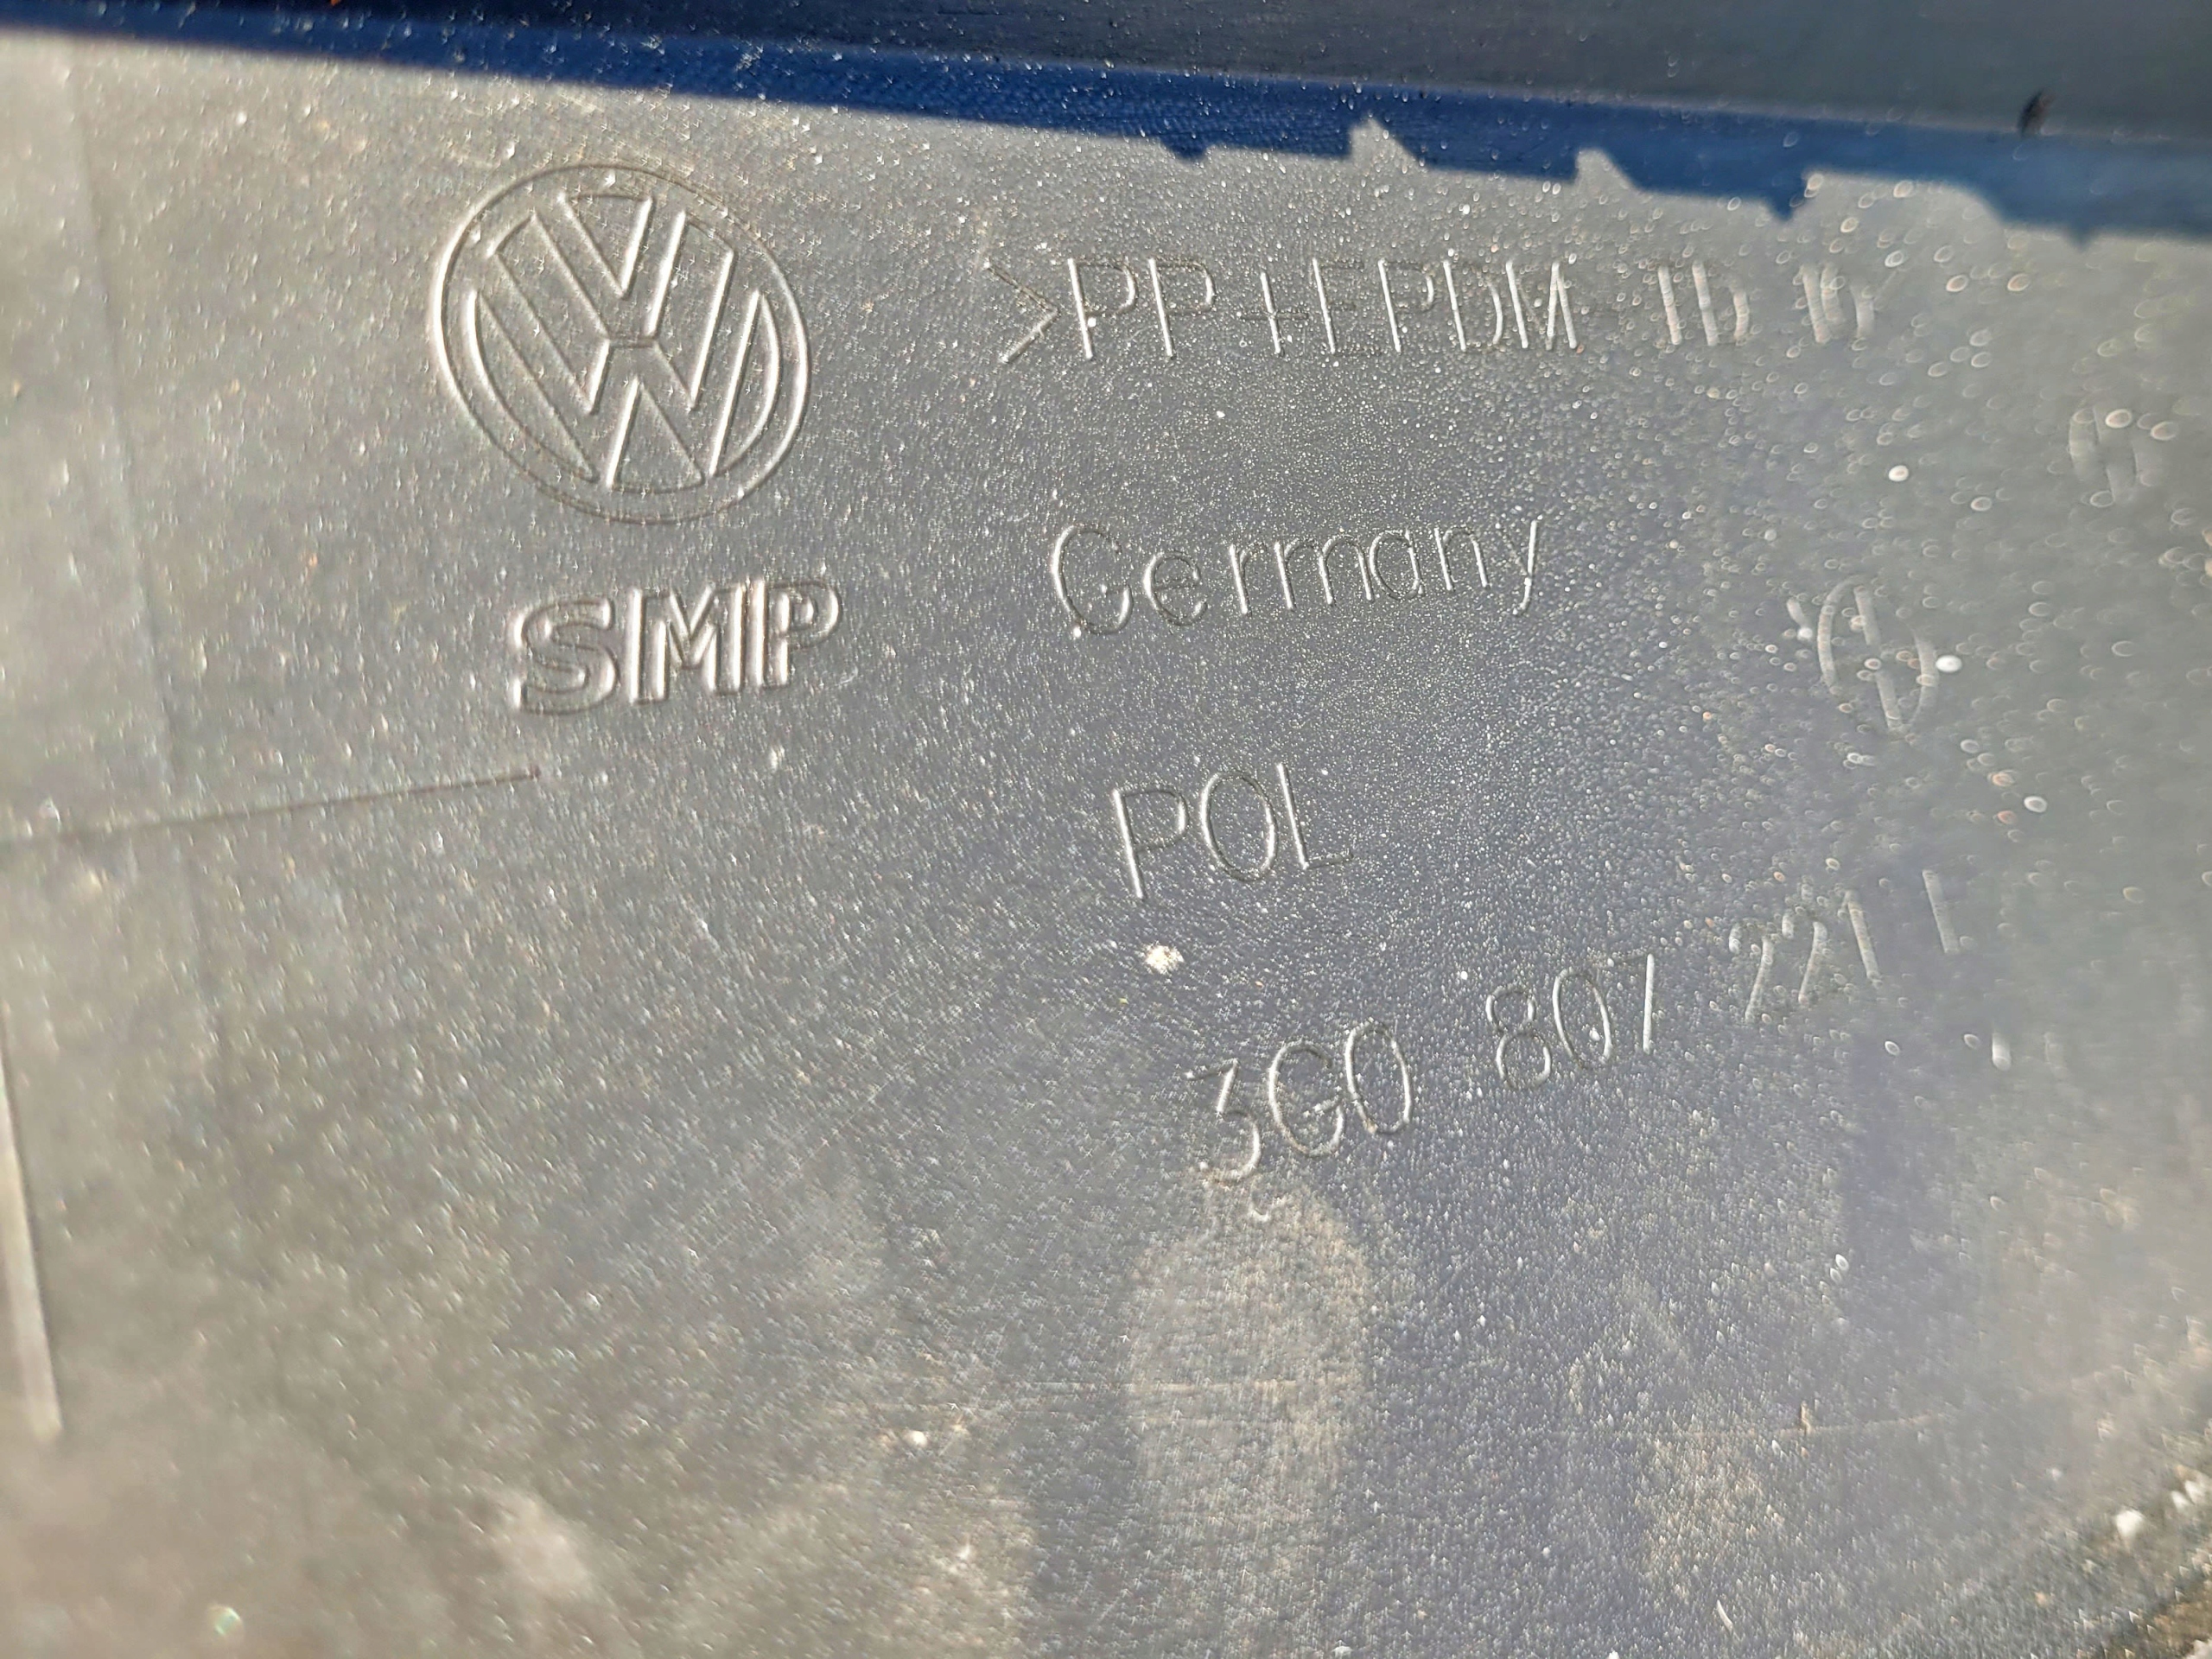 >PP+EPDM
Germany
SMP
POL
3G0 807 221